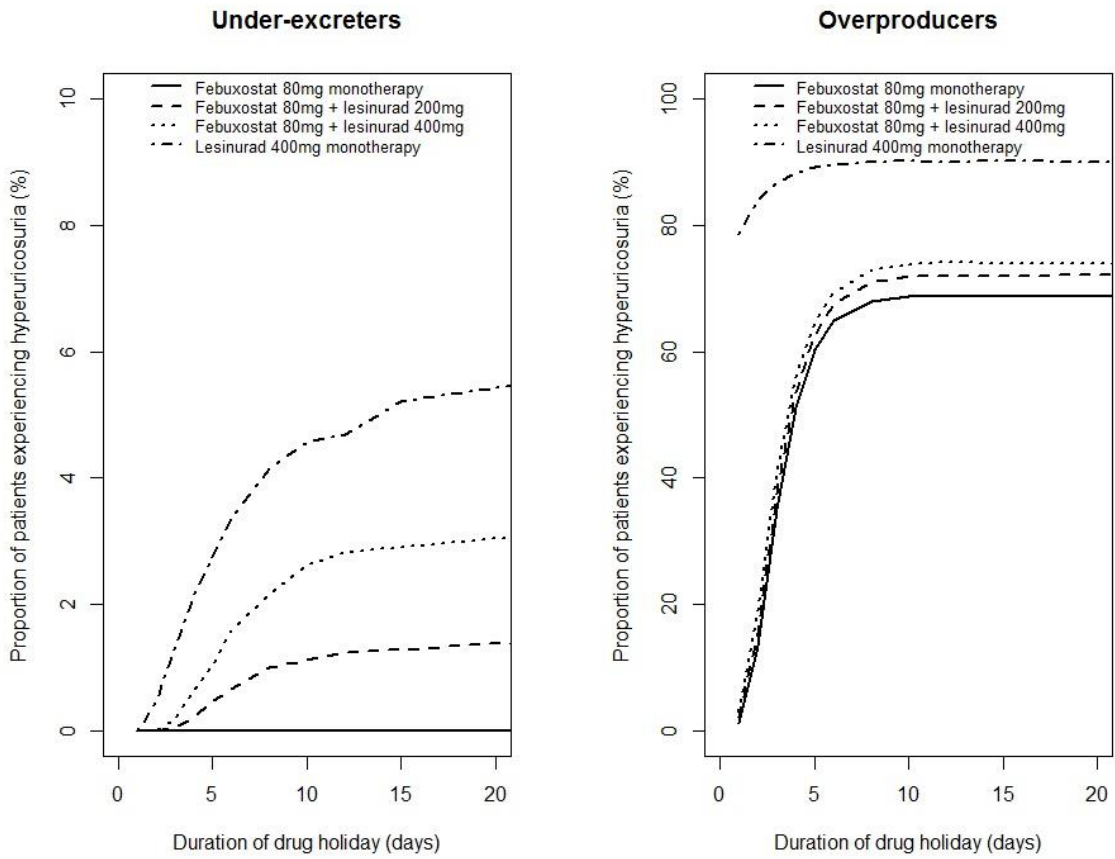 Under-excreters
Febuxostat 80mg monotherapy
Febuxostat 80mg + lesinurad 200mg
Febuxostat 80mg + lesinurad 400mg
Lesinurad 400mg monotherapy
Proportion of patients experiencing hyperuricosuria (%)
10
8
6
4
2
0
0 5 10 15 20
Duration of drug holiday (days)
Overproducers
Febuxostat 80mg monotherapy
Febuxostat 80mg + lesinurad 200mg
Febuxostat 80mg + lesinurad 400mg
Lesinurad 400mg monotherapy
Proportion of patients experiencing hyperuricosuria (%)
100
80
60
40
20
0
0 5 10 15 20
Duration of drug holiday (days)